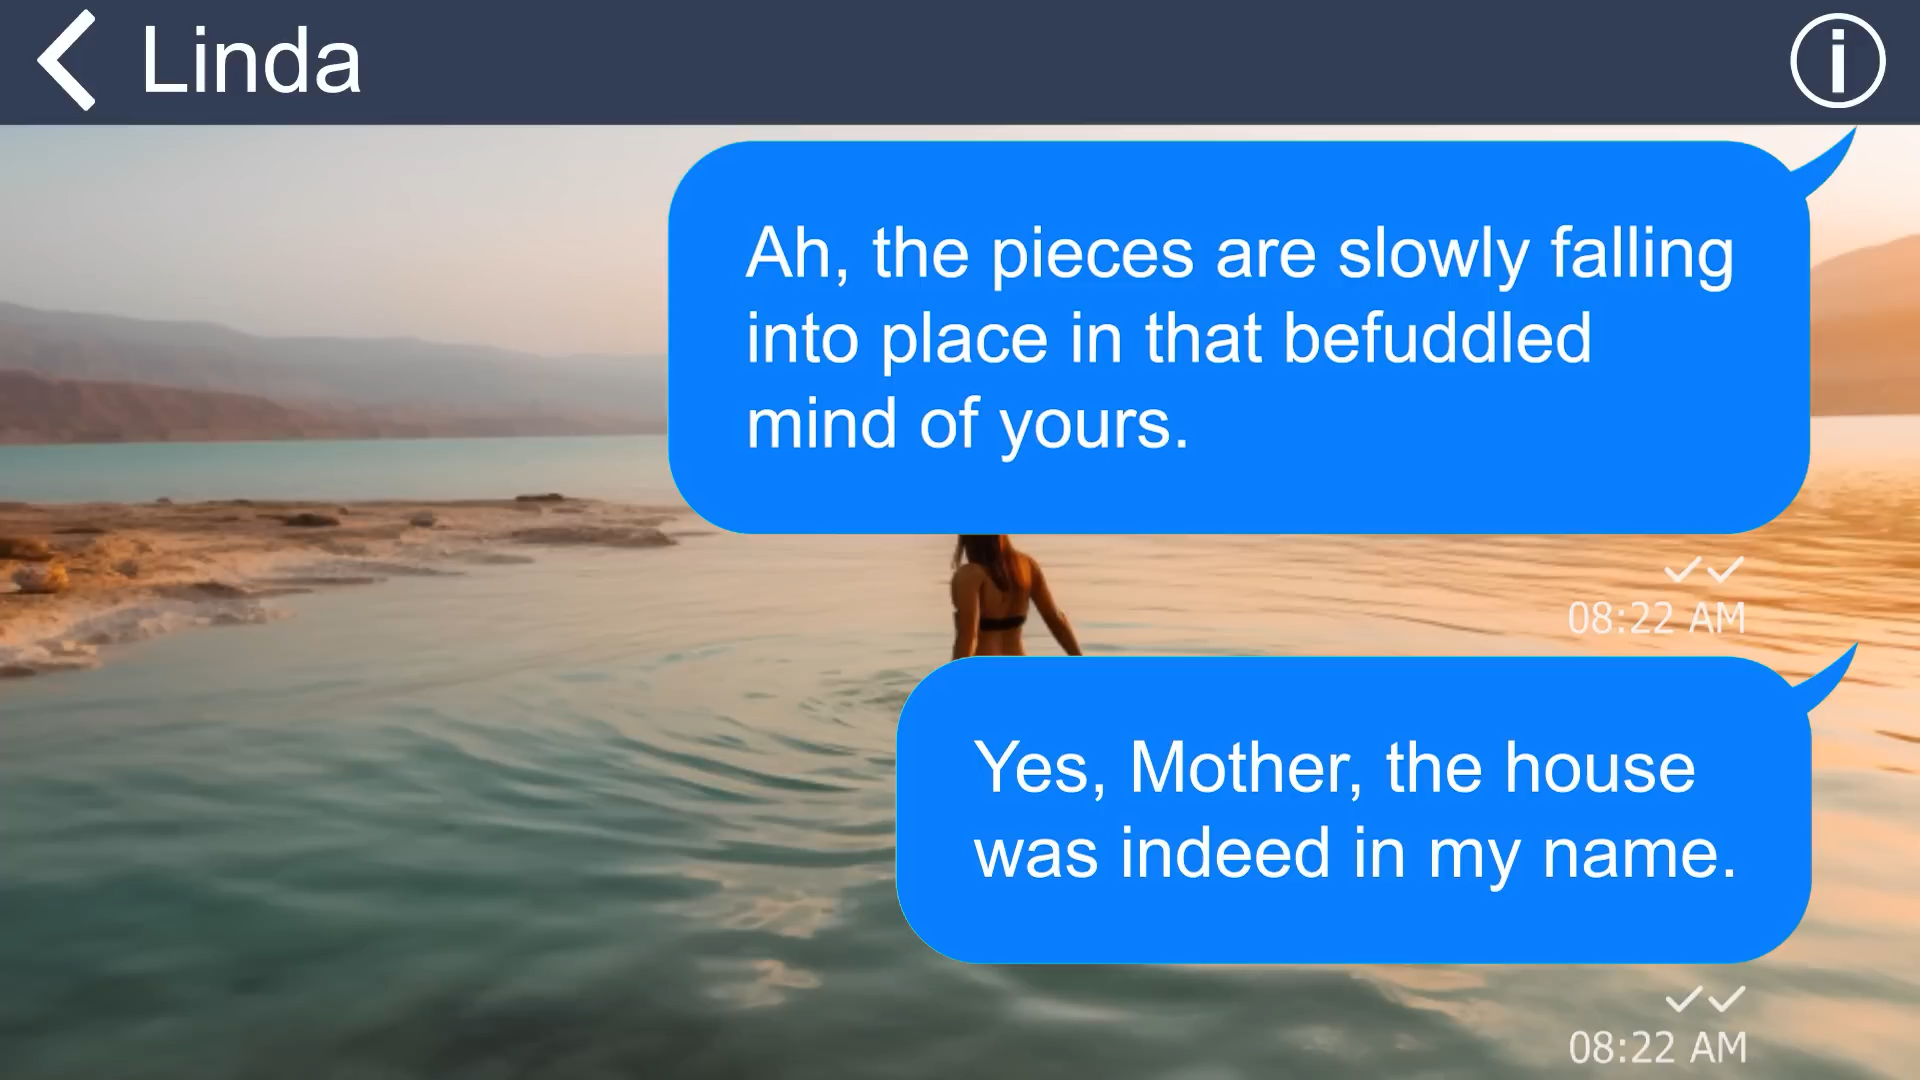 Linda
Ah, the pieces are slowly falling
into place in that befuddled
mind of yours.
08:22 AM
Yes, Mother, the house
was indeed in my name.
08:22 AM